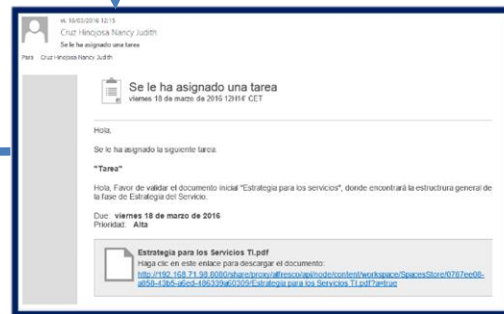 vi. 18/03/2016 12:15
Cruz Hinojosa Nancy Judith
Se le ha asignado una tarea
Para Cruz Hinojosa Nancy Judith
Se le ha asignado una tarea
viernes 18 de marzo de 2016 12H14' CET
Hola,
Se le ha asignado la siguiente tarea:
"Tarea"
Hola, Favor de validar el documento inicial "Estrategia para los servicios", donde encontrará la estructrura general de
la fase de Estrategia del Servicio.
Due: viernes 18 de marzo de 2016
Prioridad: Alta
Estrategia para los Servicios TI.pdf
Haga clic en este enlace para descargar el documento:
http://192.168.71.98:8080/share/proxy/alfresco/api/node/content/workspace/SpacesStore/0787ee08-
a858-43b5-a6ed-486339a60309/Estrategia para los Servicios TI.pdf?a=true